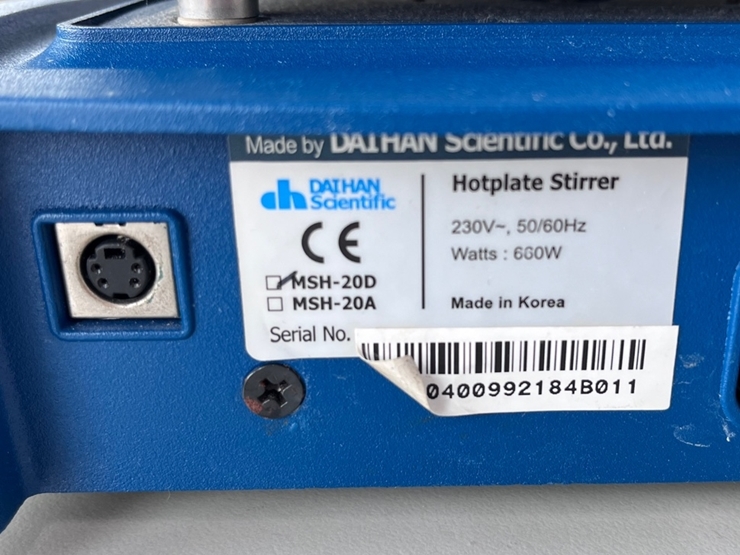 Made by DAIHAN Scientific Co., Ltd.
dh DAIHAN Scientific
CE
MSH-20D
MSH-20A
Hotplate Stirrer
230V~, 50/60Hz
Watts : 660W
Made in Korea
Serial No.
0400992184B011